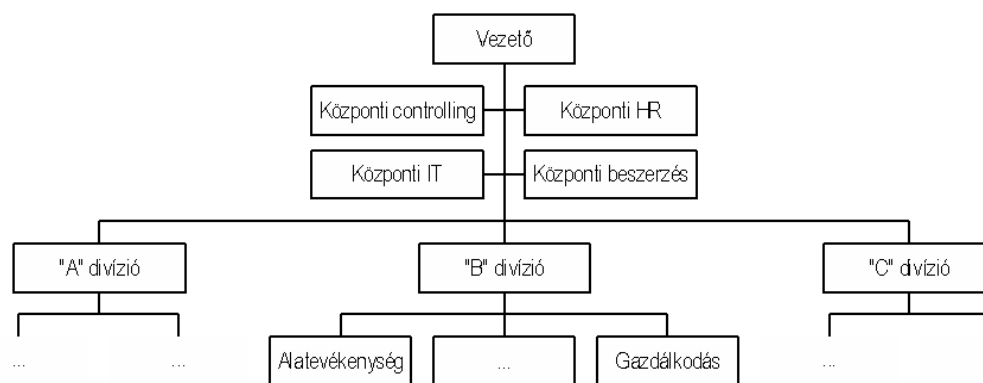 Vezető
Központi controlling
Központi HR
Központi IT
Központi beszerzés
"A" divízió
"B" divízió
"C" divízió
...
...
Alatevékenység
...
Gazdálkodás
...